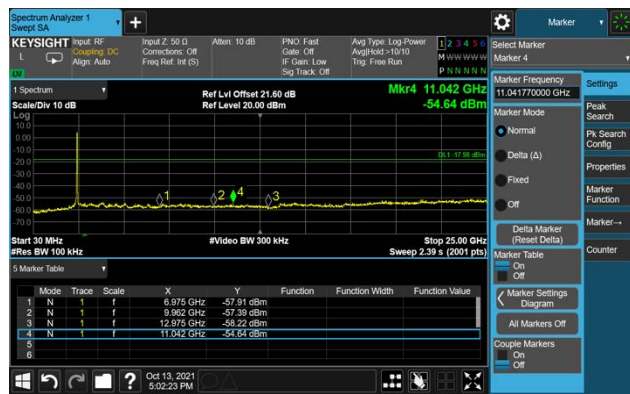 Spectrum Analyzer 1
Swept SA
Marker
KEYSIGHT
L
Input: RF
Coupling: DC
Align: Auto
Input Z: 50 Ω
Corrections: Off
Freq Ref: Int (S)
Atten: 10 dB
PNO: Fast
Gate: Off
IF Gain: Low
Sig Track: Off
Avg Type: Log-Power
Avg|Hold:>10/10
Trig: Free Run
1 2 3 4 5 6
M W W W W W
P N N N N N
Select Marker
Marker 4
1 Spectrum
Scale/Div 10 dB
Log
Ref Lvl Offset 21.60 dB
Ref Level 20.00 dBm
Mkr4 11.042 GHz
-54.64 dBm
10.0
0.00
-10.0
-20.0
-30.0
-40.0
-50.0
-60.0
-70.0
DL1 -17.99 dBm
1
2
4
3
Start 30 MHz
#Res BW 100 kHz
#Video BW 300 kHz
Stop 25.00 GHz
Sweep 2.39 s (2001 pts)
5 Marker Table
Mode Trace Scale X Y Function Function Width Function Value
1 N 1 f 6.975 GHz -57.91 dBm
2 N 1 f 9.962 GHz -57.39 dBm
3 N 1 f 12.975 GHz -58.22 dBm
4 N 1 f 11.042 GHz -54.64 dBm
5
6
Marker Frequency
11.041770000 GHz
Marker Mode
Normal
Delta (Δ)
Fixed
Off
Delta Marker
(Reset Delta)
Marker Table
On
Off
Marker Settings
Diagram
All Markers Off
Couple Markers
On
Off
Settings
Peak
Search
Pk Search
Config
Properties
Marker
Function
Marker→
Counter
?
Oct 13, 2021
5:02:23 PM